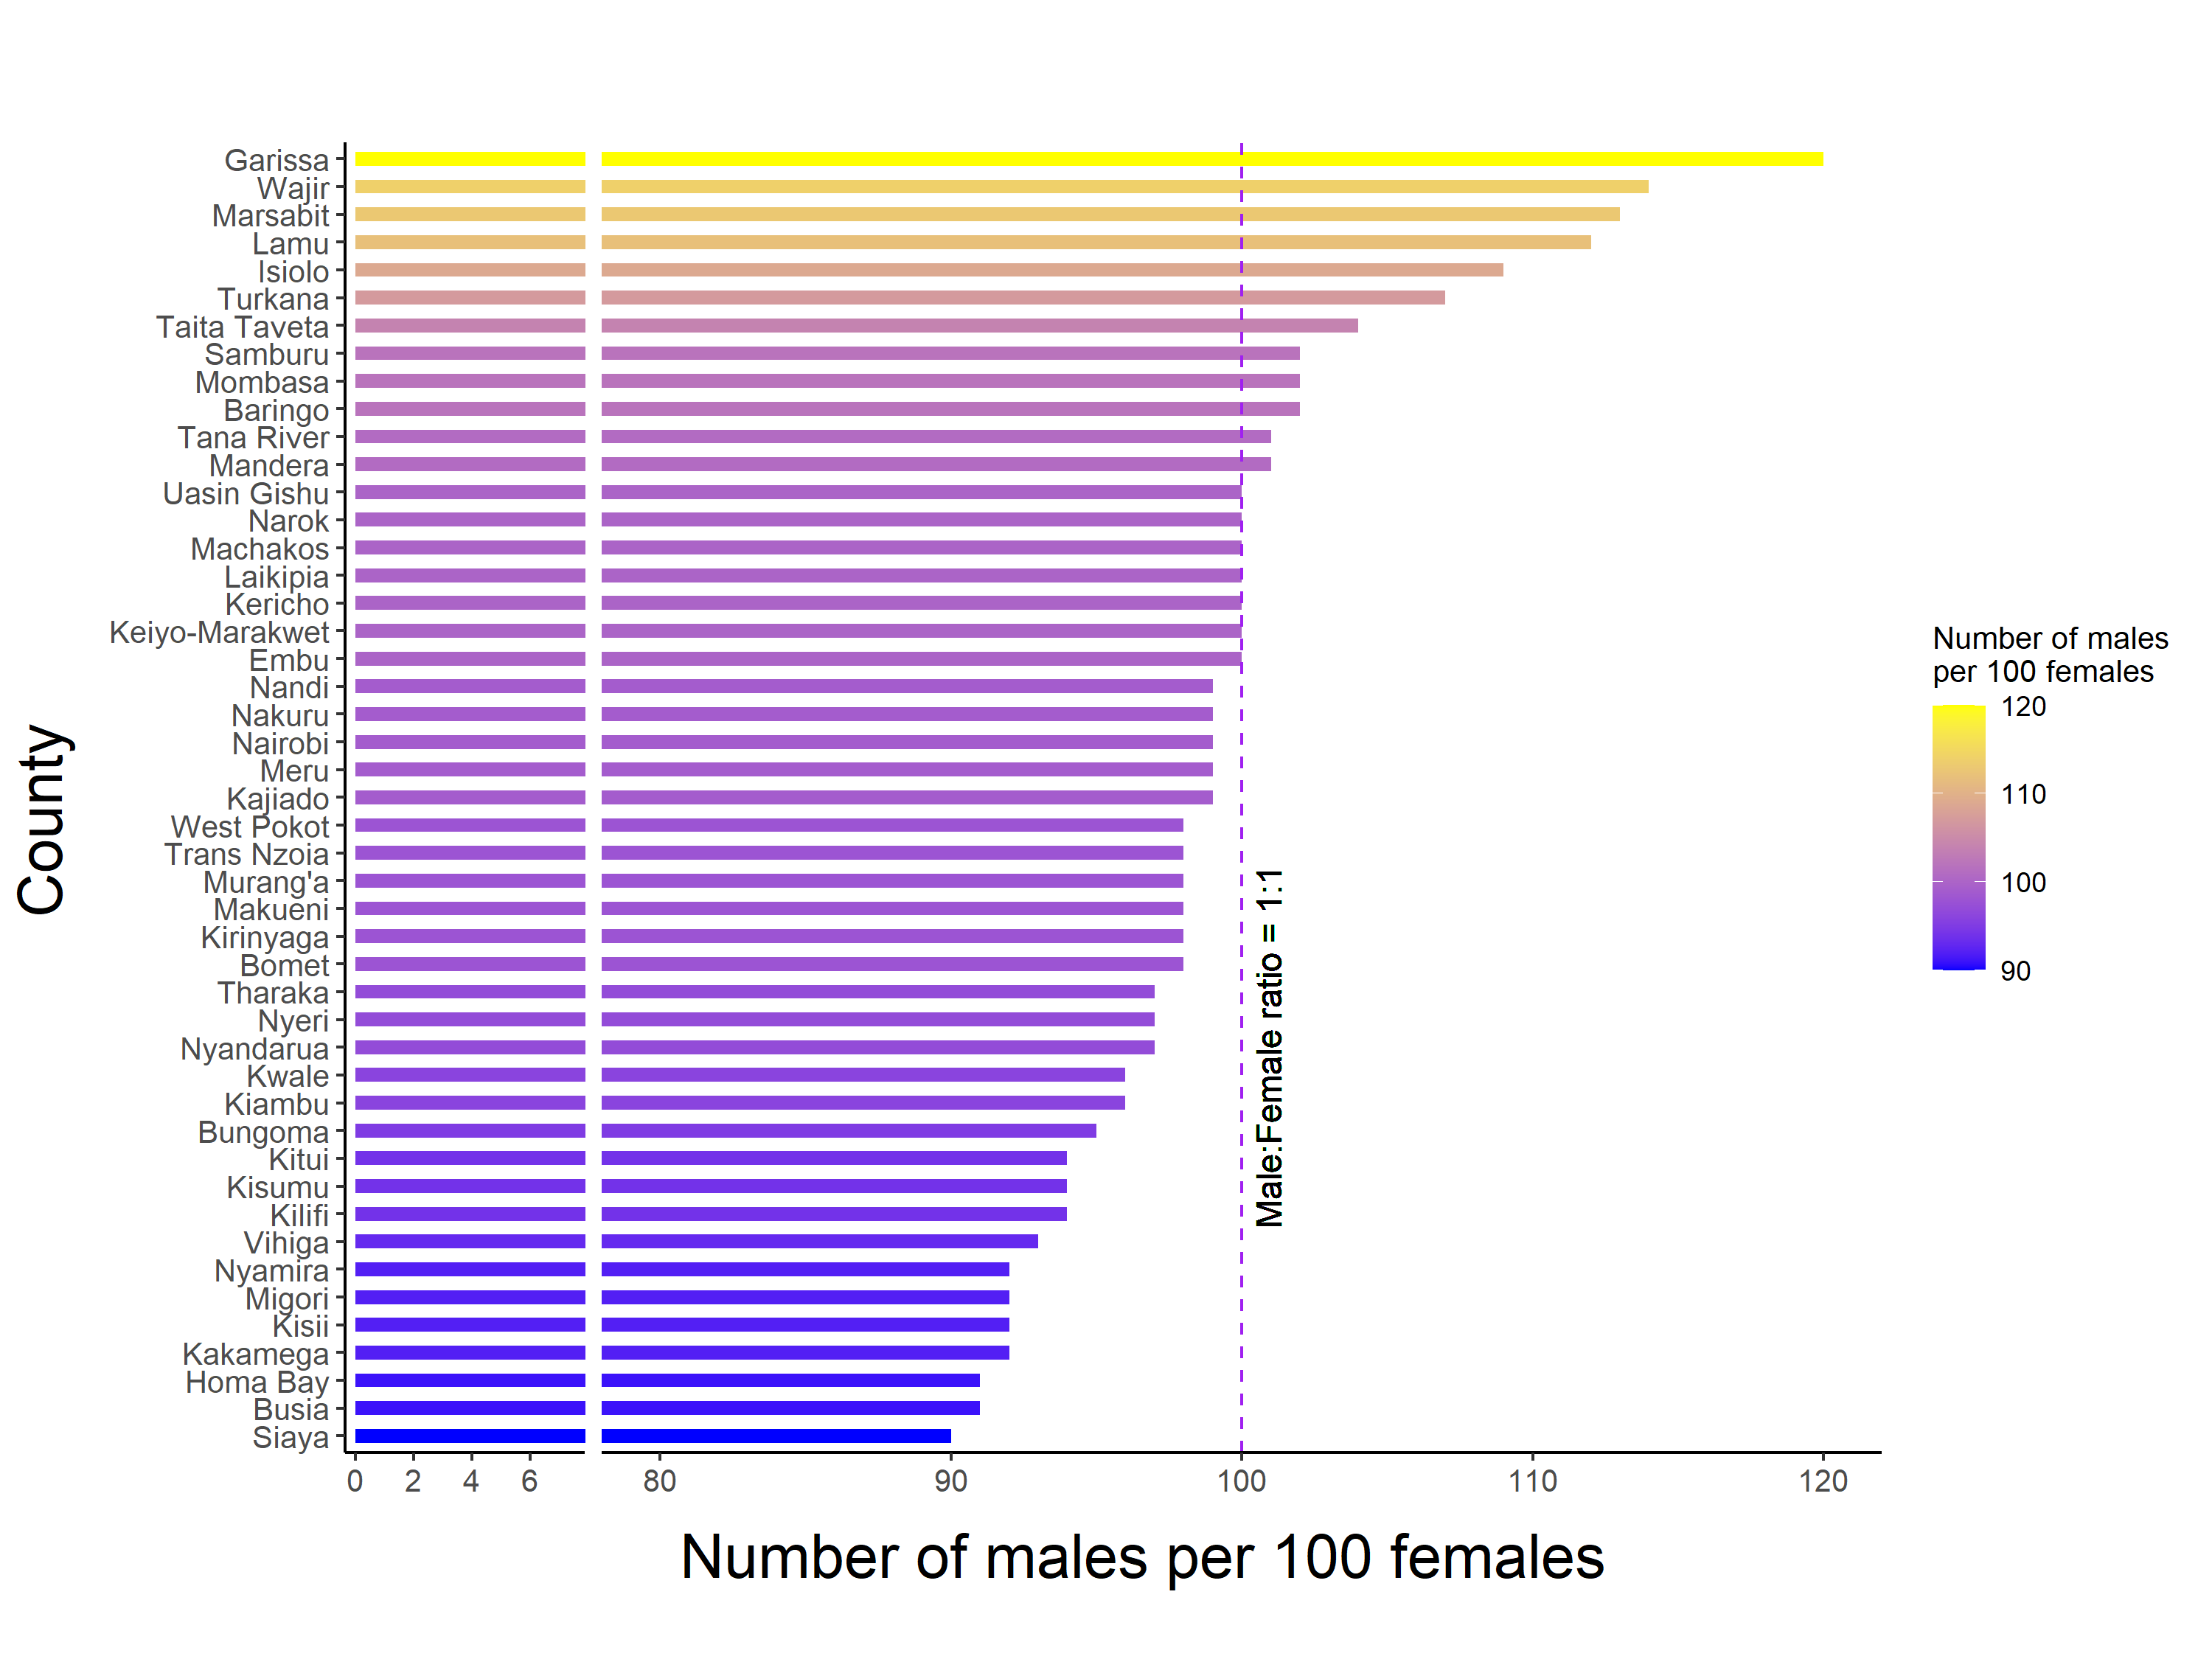 Garissa
Wajir
Marsabit
Lamu
Isiolo
Turkana
Taita Taveta
Samburu
Mombasa
Baringo
Tana River
Mandera
Uasin Gishu
Narok
Machakos
Laikipia
Kericho
Keiyo-Marakwet
Embu
Nandi
Nakuru
Nairobi
Meru
Kajiado
West Pokot
Trans Nzoia
Murang'a
Makueni
Kirinyaga
Bomet
Tharaka
Nyeri
Nyandarua
Kwale
Kiambu
Bungoma
Kitui
Kisumu
Kilifi
Vihiga
Nyamira
Migori
Kisii
Kakamega
Homa Bay
Busia
Siaya
County
Male:Female ratio = 1:1
0 2 4 6 80 90 100 110 120
Number of males per 100 females
Number of males
per 100 females
120
110
100
90